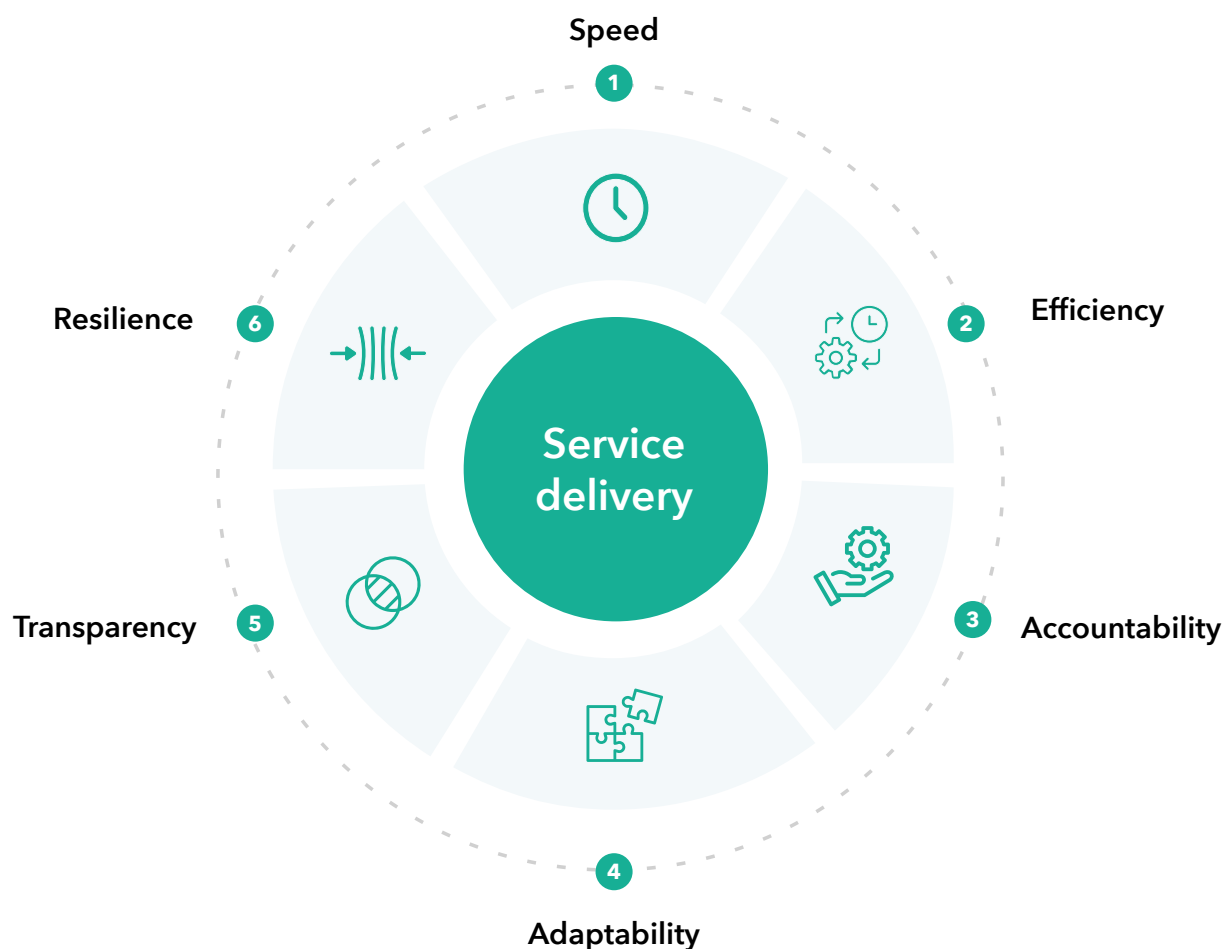 Speed
1
Resilience
6
2
Efficiency
Service
delivery
Transparency
5
3
Accountability
4
Adaptability